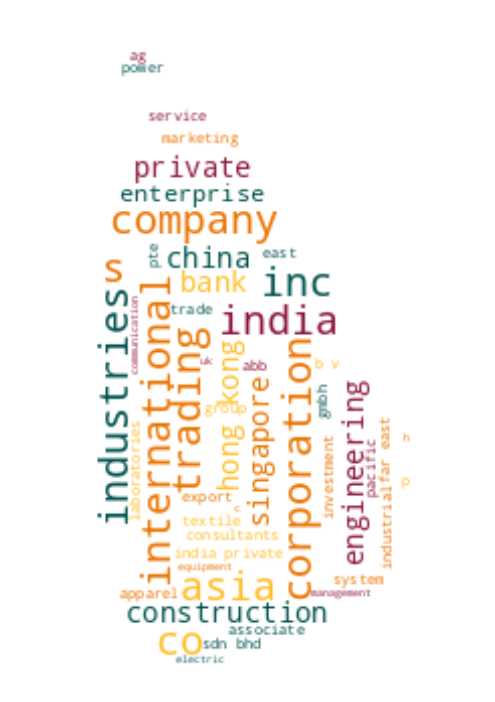 ag
power
service
marketing
private
enterprise
company
pte
china
east
s
bank
inc
industries
communication
international
trade
india
trading
uk
hong kong
abb
corporation
b
v
singapore
gmbh
group
engineering
laboratories
investment
pacific
industrial
far east
h
p
export
c
textile
consultants
india private
equipment
asia
system
apparel
management
construction
associate
co
sdn bhd
electric